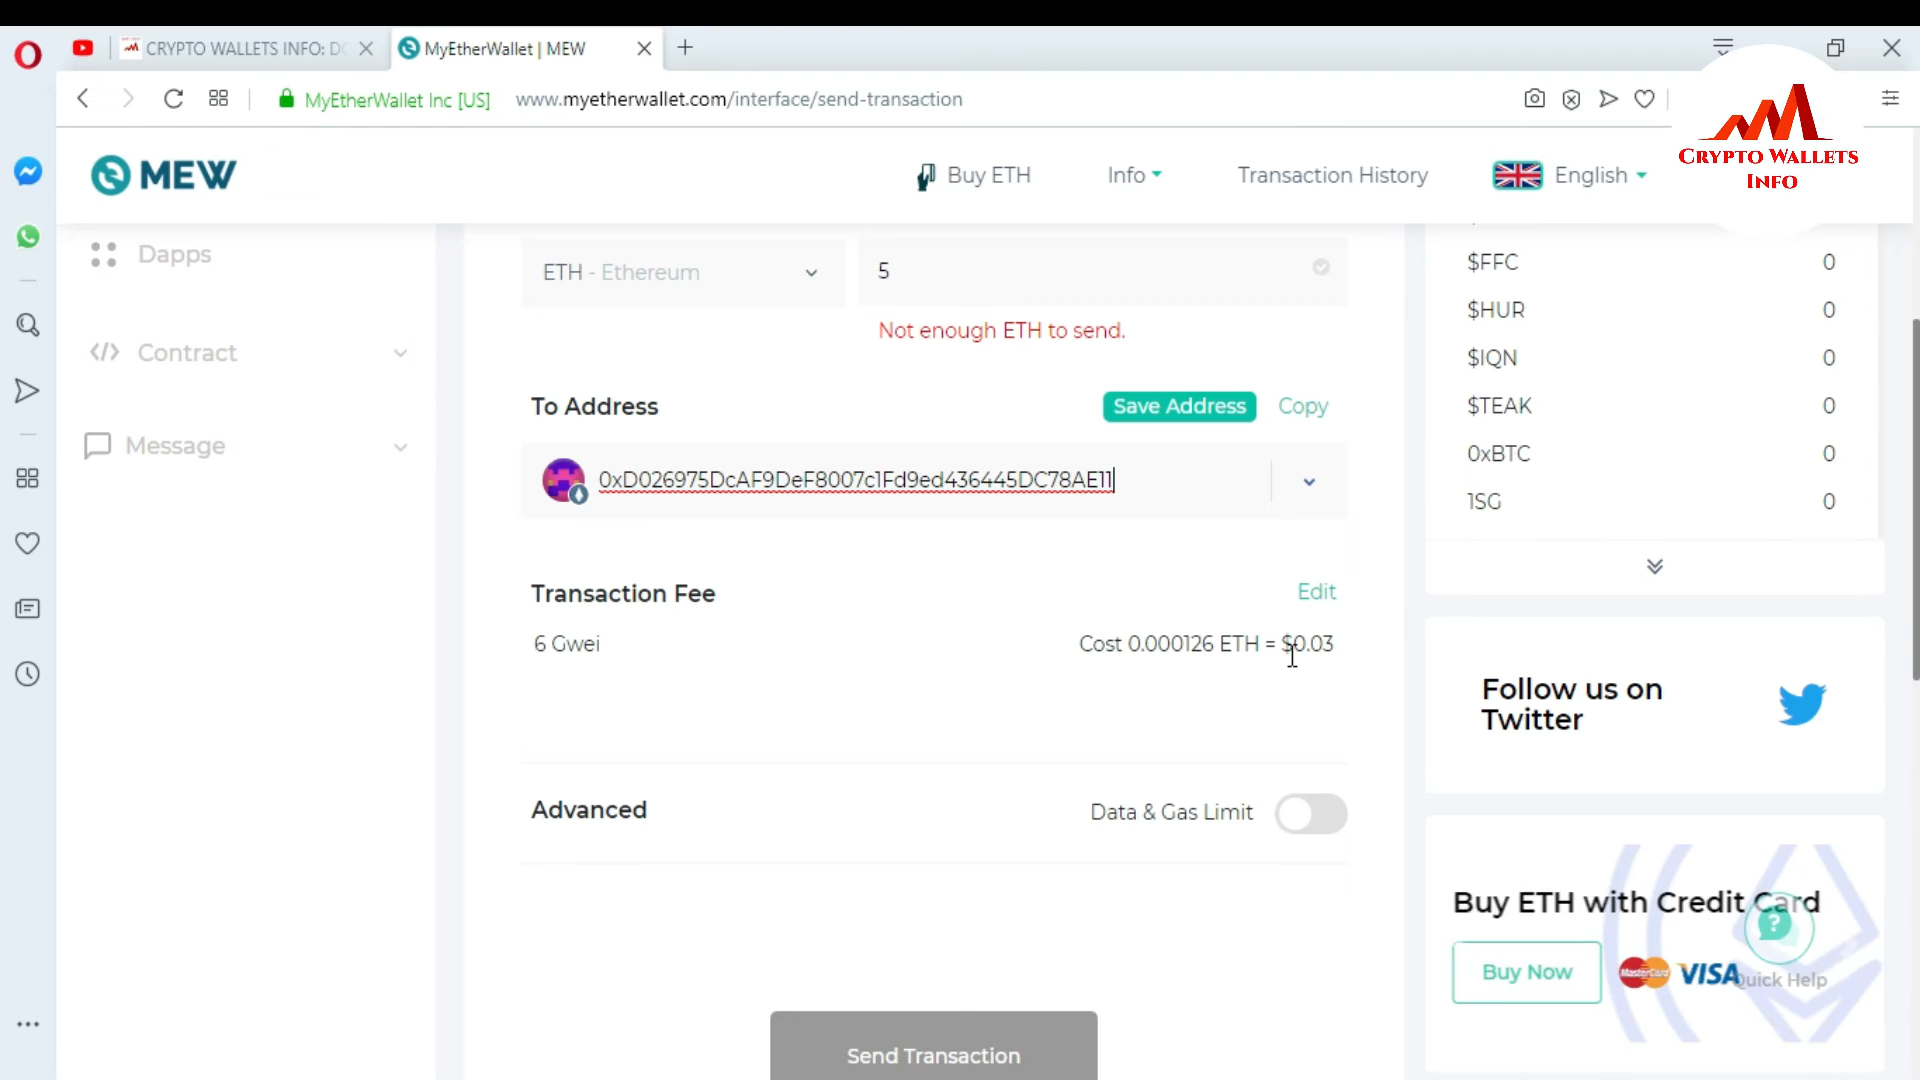 CRYPTO WALLETS INFO: DO
MyEtherWallet | MEW
MyEtherWallet Inc [US]
www.myetherwallet.com/interface/send-transaction
CRYPTO WALLETS
INFO
MEW
Buy ETH
Info
Transaction History
English
Dapps
Contract
Message
ETH - Ethereum
5
Not enough ETH to send.
To Address
Save Address
Copy
0xD026975DcAF9DeF8007c1Fd9ed436445DC78AE11
Transaction Fee
Edit
6 Gwei
Cost 0.000126 ETH = $0.03
Advanced
Data & Gas Limit
Send Transaction
$FFC 0
$HUR 0
$IQN 0
$TEAK 0
0xBTC 0
1SG 0
Follow us on
Twitter
Buy ETH with Credit Card
Buy Now
MasterCard
VISA
Quick Help